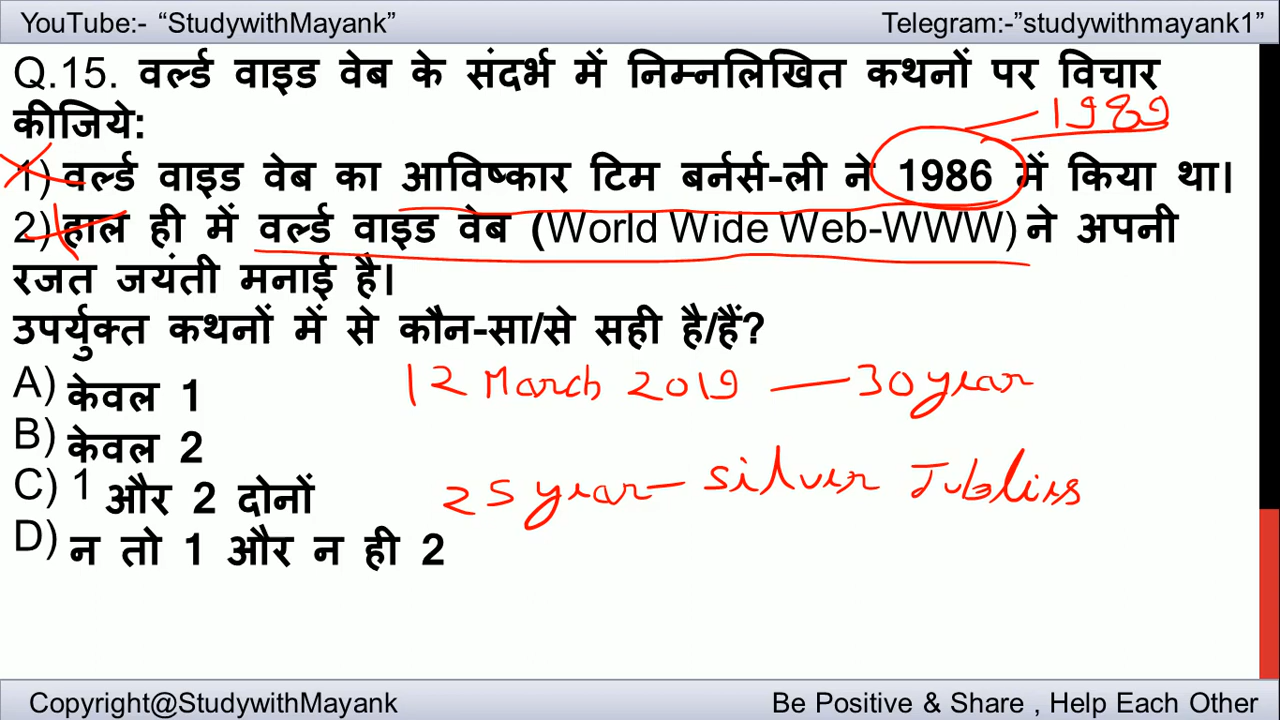 YouTube:- “StudywithMayank”
Telegram:-”studywithmayank1”
Q.15. वर्ल्ड वाइड वेब के संदर्भ में निम्नलिखित कथनों पर विचार
कीजिये:
1989
1) वर्ल्ड वाइड वेब का आविष्कार टिम बर्नर्स-ली ने 1986 में किया था।
2) हाल ही में वर्ल्ड वाइड वेब (World Wide Web-WWW) ने अपनी
रजत जयंती मनाई है।
उपर्युक्त कथनों में से कौन-सा/से सही है/हैं?
A) केवल 1
12 March 2019 — 30 year
B) केवल 2
C) 1 और 2 दोनों
25 year - silver Jublies
D) न तो 1 और न ही 2
Copyright@StudywithMayank
Be Positive & Share , Help Each Other